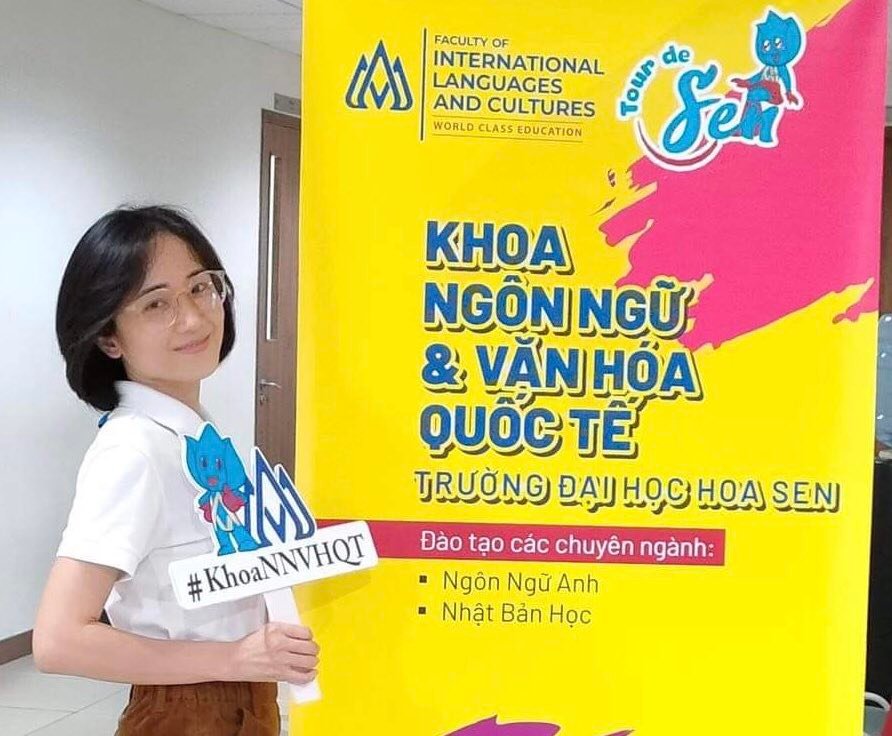 FACULTY OF
INTERNATIONAL
LANGUAGES
AND CULTURES
WORLD CLASS EDUCATION
Tour de
Sen
KHOA
NGÔN NGỮ
& VĂN HÓA
QUỐC TẾ
TRƯỜNG ĐẠI HỌC HOA SEN
Đào tạo các chuyên ngành:
▪ Ngôn Ngữ Anh
▪ Nhật Bản Học
#KhoaNNVHQT